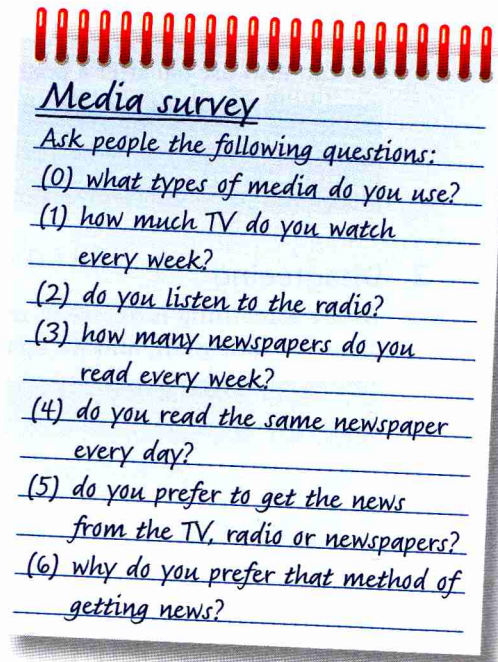 Media survey
Ask people the following questions:
(0) what types of media do you use?
(1) how much TV do you watch
every week?
(2) do you listen to the radio?
(3) how many newspapers do you
read every week?
(4) do you read the same newspaper
every day?
(5) do you prefer to get the news
from the TV, radio or newspapers?
(6) why do you prefer that method of
getting news?